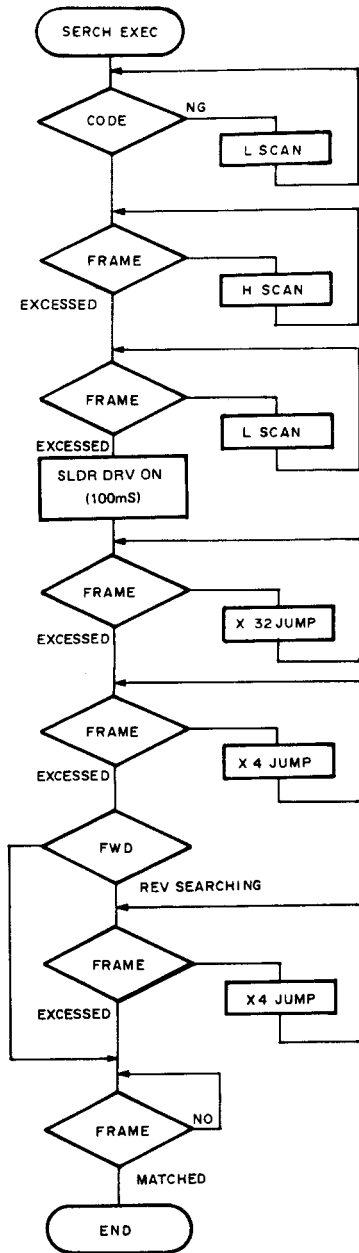 SERCH EXEC
CODE
NG
L SCAN
FRAME
H SCAN
EXCESSED
FRAME
L SCAN
EXCESSED
SLDR DRV ON
(100mS)
FRAME
X 32 JUMP
EXCESSED
FRAME
X 4 JUMP
EXCESSED
FWD
REV SEARCHING
FRAME
X4 JUMP
EXCESSED
FRAME
NO
MATCHED
END